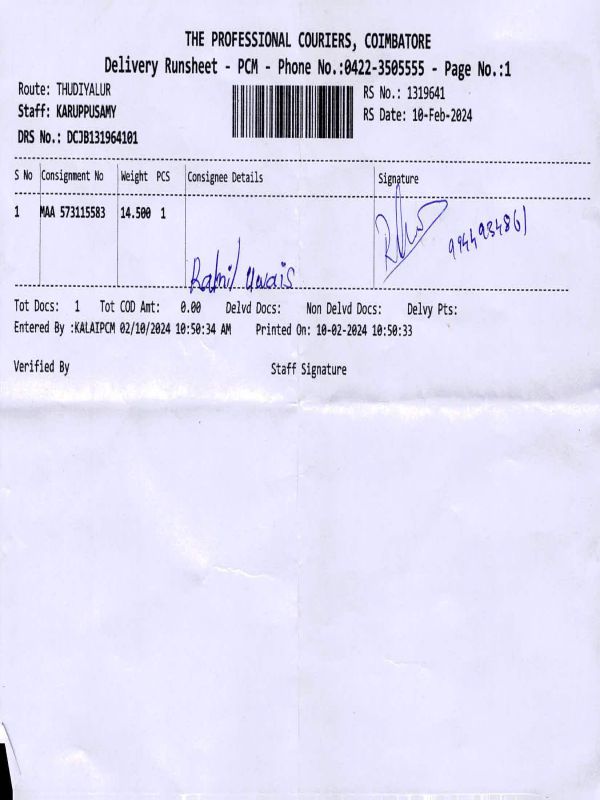 THE PROFESSIONAL COURIERS, COIMBATORE
Delivery Runsheet - PCM - Phone No.:0422-3505555 - Page No.:1
Route: THUDIYALUR
RS No.: 1319641
Staff: KARUPPUSAMY
RS Date: 10-Feb-2024
DRS No.: DCJB131964101
S No Consignment No Weight PCS Consignee Details Signature
1 MAA 573115583 14.500 1
9944934861
Tot Docs: 1 Tot COD Amt: 0.00 Delvd Docs: Non Delvd Docs: Delvy Pts:
Entered By :KALAIPCM 02/10/2024 10:50:34 AM Printed On: 10-02-2024 10:50:33
Verified By Staff Signature